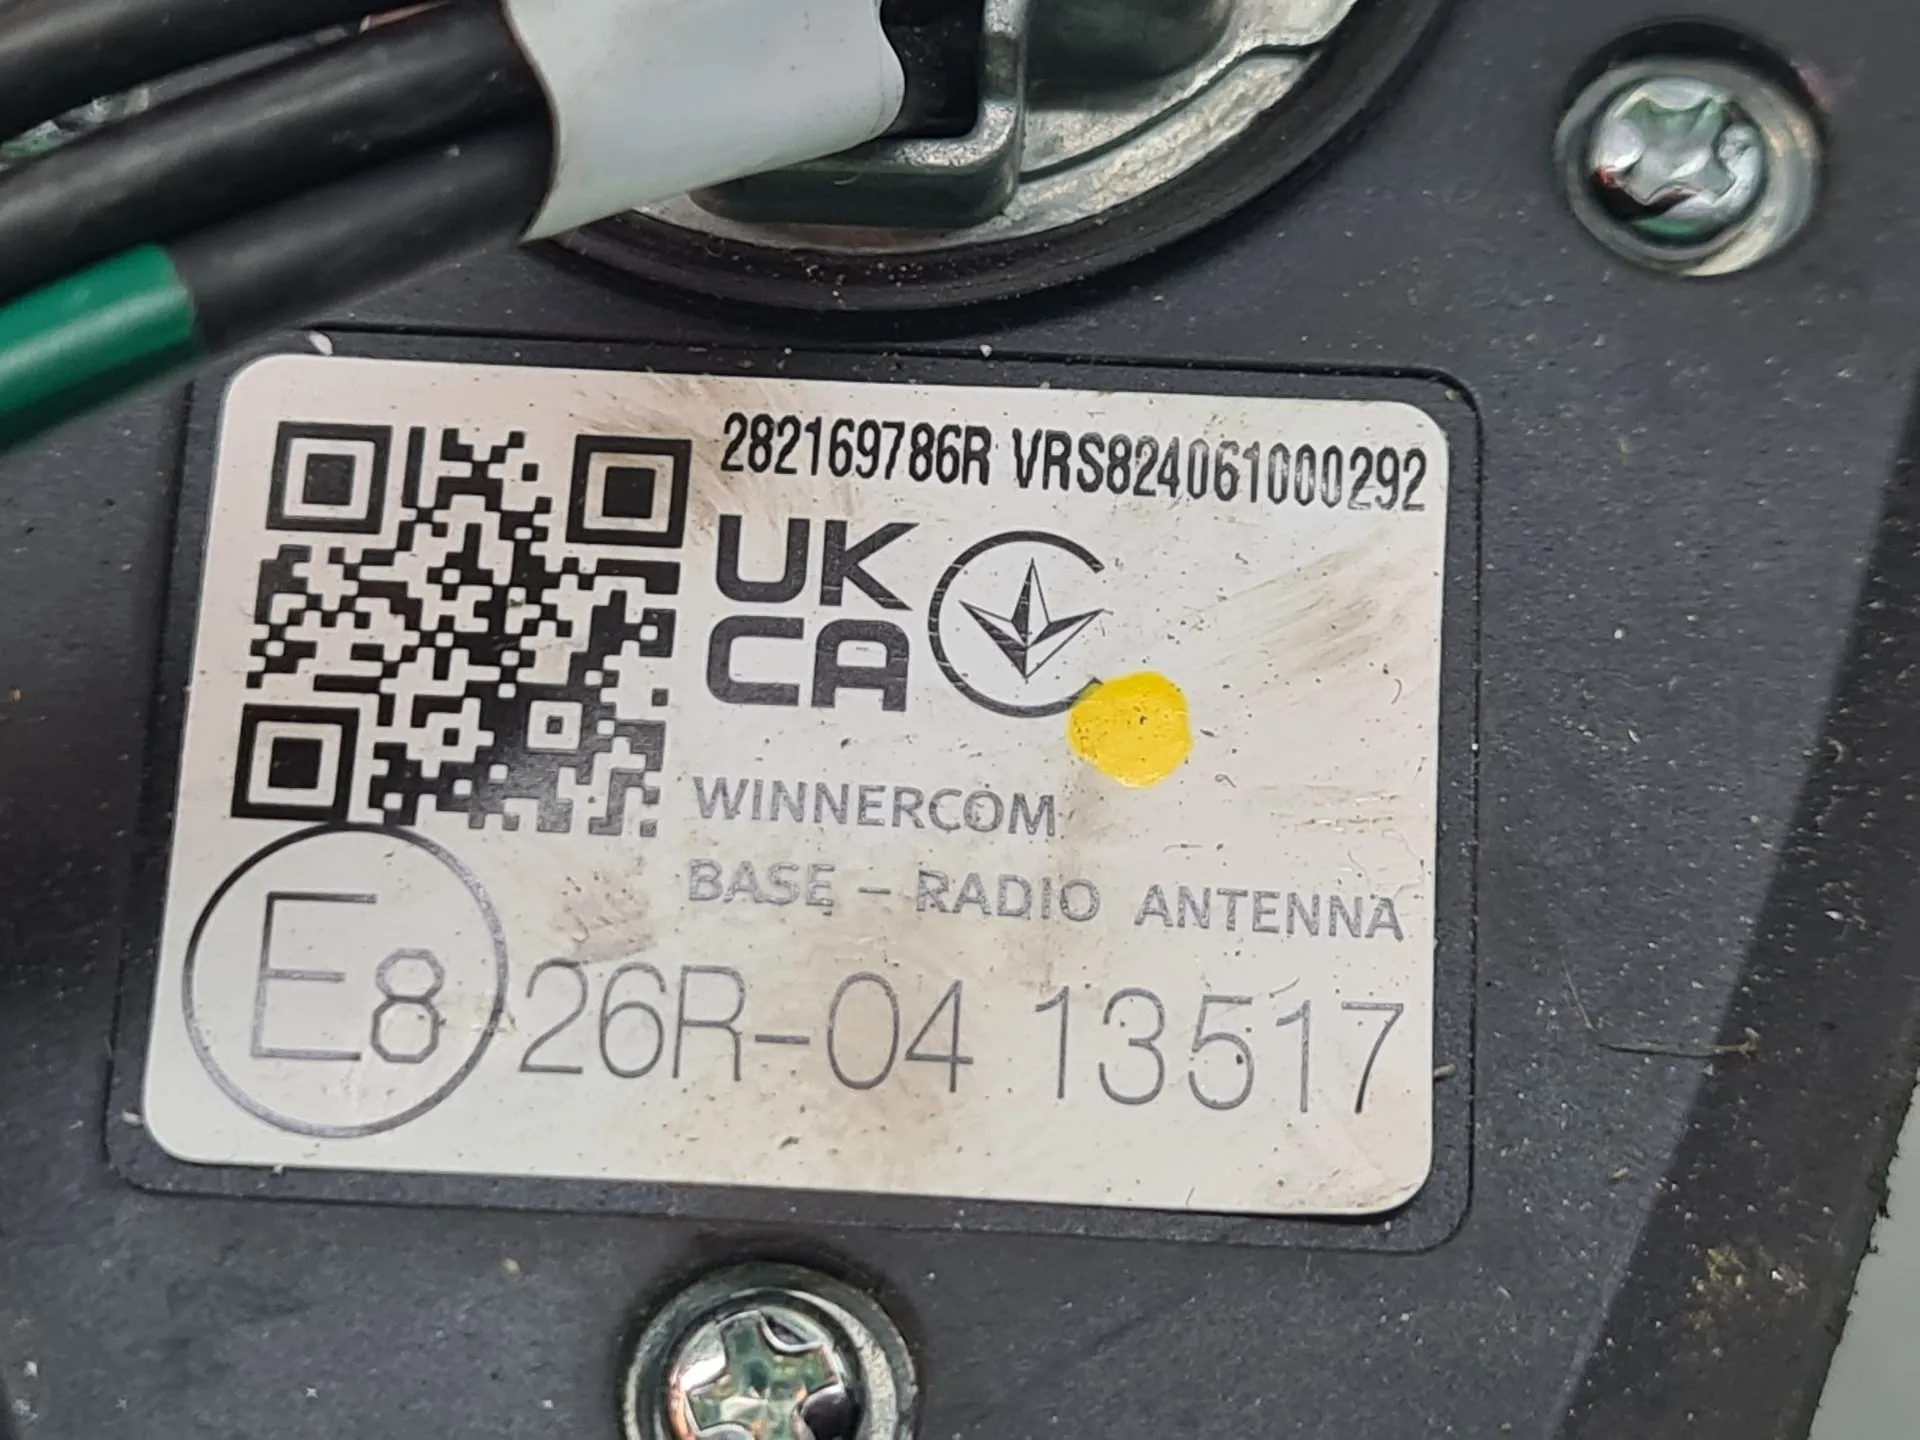 282169786R VRS824061000292
UK
CA
WINNERCOM
BASE - RADIO ANTENNA
E8 26R-04 13517